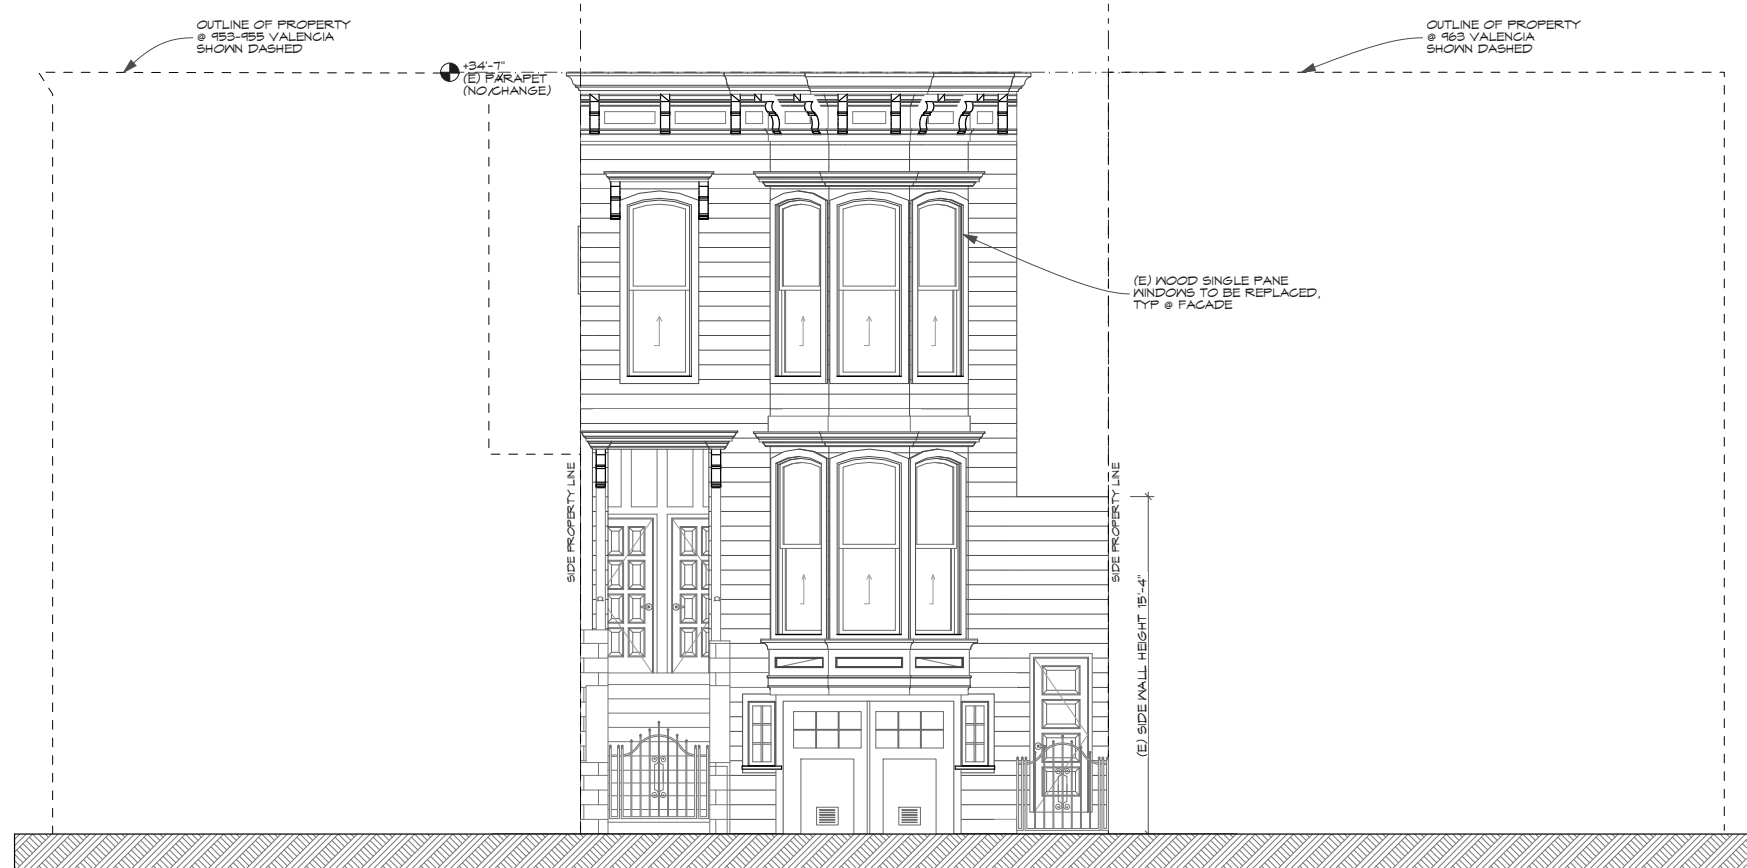 OUTLINE OF PROPERTY
@ 953-955 VALENCIA
SHOWN DASHED
+34'-7"
(E) PARAPET
(NO CHANGE)
OUTLINE OF PROPERTY
@ 963 VALENCIA
SHOWN DASHED
(E) WOOD SINGLE PANE
WINDOWS TO BE REPLACED,
TYP @ FACADE
SIDE PROPERTY LINE
SIDE PROPERTY LINE
(E) SIDE WALL HEIGHT 15'-4"